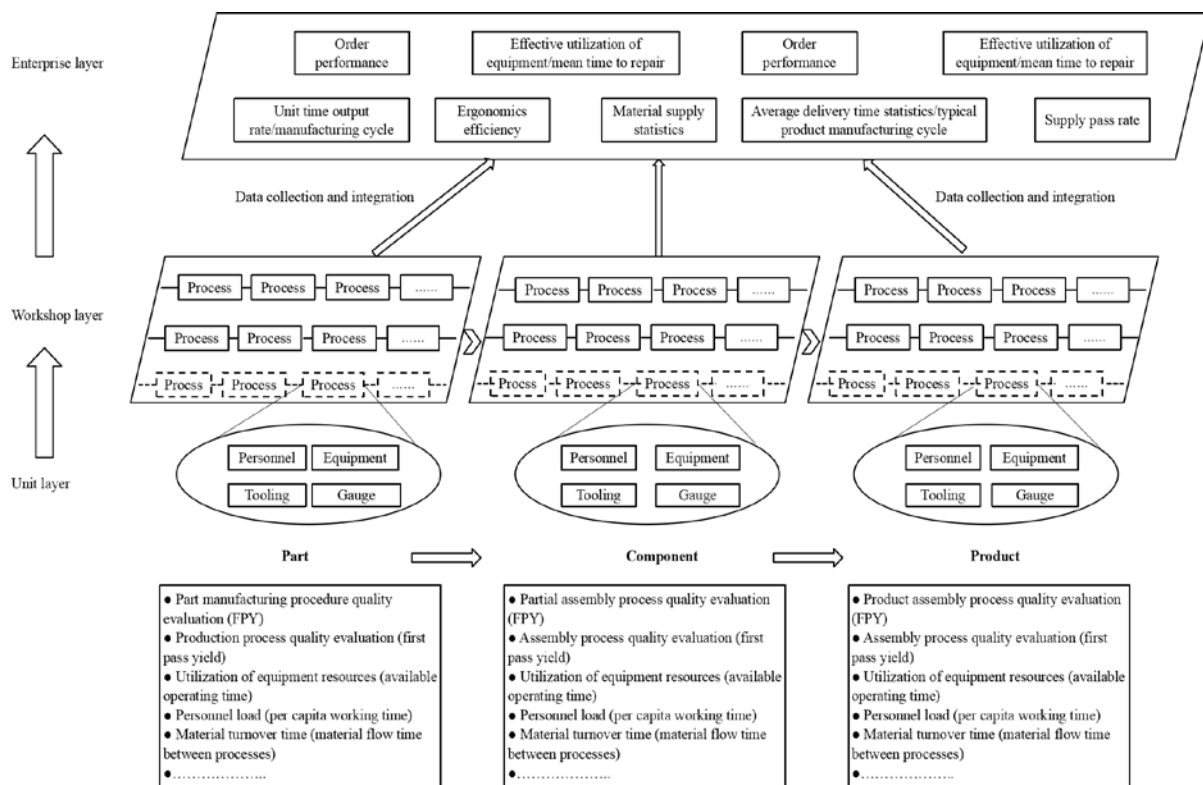 Enterprise layer
Order
performance
Effective utilization of
equipment/mean time to repair
Order
performance
Effective utilization of
equipment/mean time to repair
Unit time output
rate/manufacturing cycle
Ergonomics
efficiency
Material supply
statistics
Average delivery time statistics/typical
product manufacturing cycle
Supply pass rate
Data collection and integration
Data collection and integration
Workshop layer
Process Process Process ......
Process Process Process ......
Procss Process Process ......
Process Process Process ......
Process Process Process ......
Procss Process Process ......
Process Process Process ......
Process Process Process ......
Procss Process Process ......
Unit layer
Personnel Equipment
Tooling Gauge
Personnel Equipment
Tooling Gauge
Personnel Equipment
Tooling Gauge
Part
Component
Product
● Part manufacturing procedure quality
evaluation (FPY)
● Production process quality evaluation (first
pass yield)
● Utilization of equipment resources (available
operating time)
● Personnel load (per capita working time)
● Material turnover time (material flow time
between processes)
●…………………..
● Partial assembly process quality evaluation
(FPY)
● Assembly process quality evaluation (first
pass yield)
● Utilization of equipment resources (available
operating time)
● Personnel load (per capita working time)
● Material turnover time (material flow time
between processes)
●…………………..
● Product assembly process quality evaluation
(FPY)
● Assembly process quality evaluation (first
pass yield)
● Utilization of equipment resources (available
operating time)
● Personnel load (per capita working time)
● Material turnover time (material flow time
between processes)
●…………………..